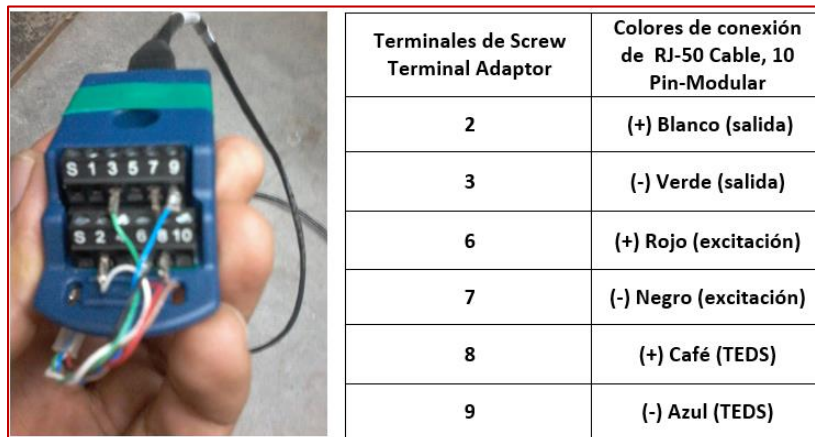 S 1 3 5 7 9
S 2 4 6 8 10
Terminales de Screw
Terminal Adaptor
Colores de conexión
de RJ-50 Cable, 10
Pin-Modular
2
(+) Blanco (salida)
3
(-) Verde (salida)
6
(+) Rojo (excitación)
7
(-) Negro (excitación)
8
(+) Café (TEDS)
9
(-) Azul (TEDS)